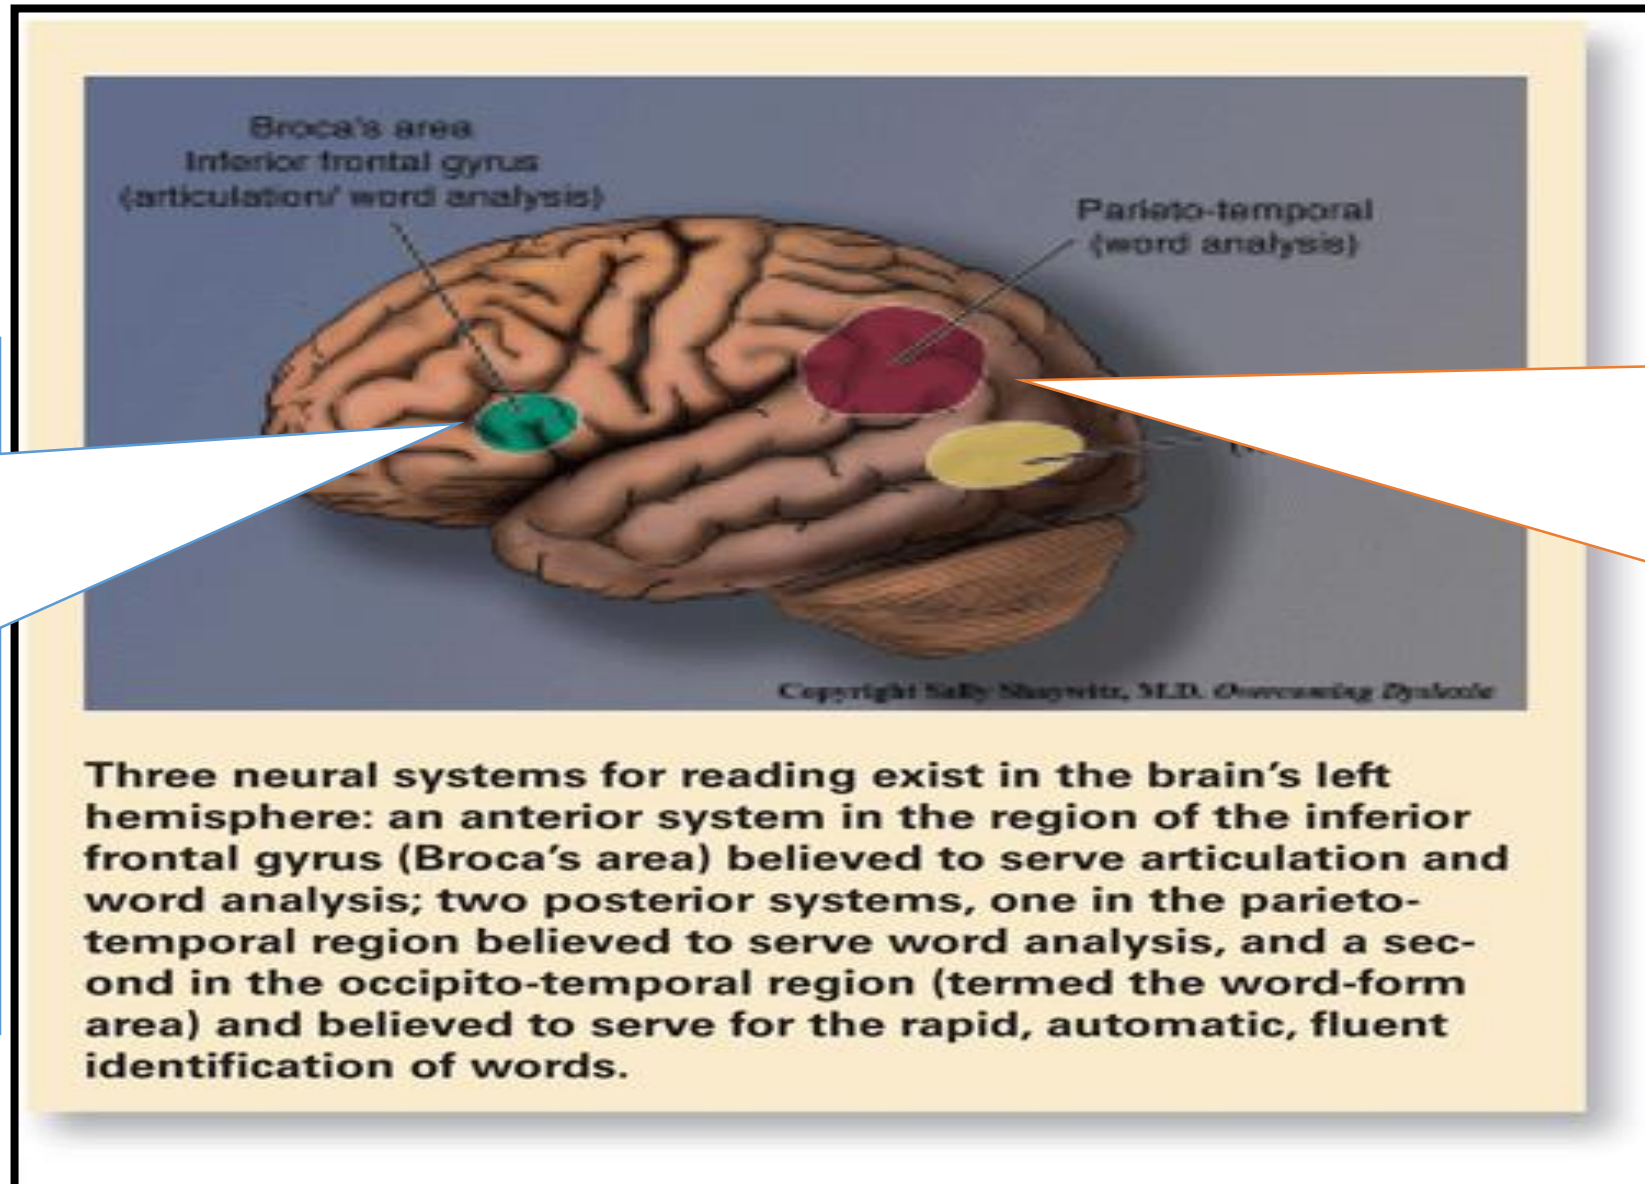 Broca's area
Inferior frontal gyrus
(articulation/ word analysis)
Parieto-temporal
(word analysis)
Copyright Sally Shaywitz, M.D. Overcoming Dyslexia
Three neural systems for reading exist in the brain's left
hemisphere: an anterior system in the region of the inferior
frontal gyrus (Broca's area) believed to serve articulation and
word analysis; two posterior systems, one in the parieto-
temporal region believed to serve word analysis, and a sec-
ond in the occipito-temporal region (termed the word-form
area) and believed to serve for the rapid, automatic, fluent
identification of words.